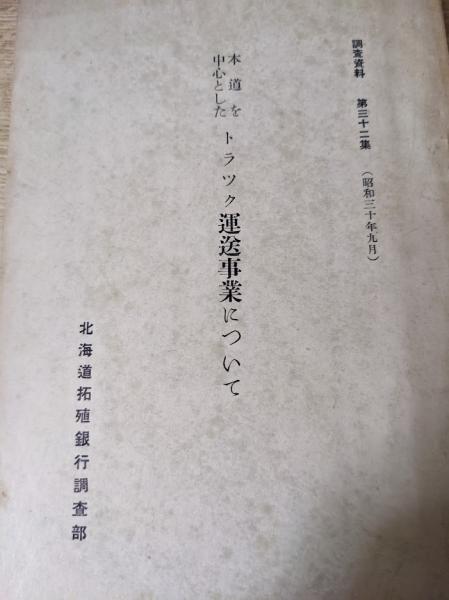 調査資料 第三十二集 (昭和三十年九月)
本道を
中心とした
トラツク運送事業について
北海道拓殖銀行調査部